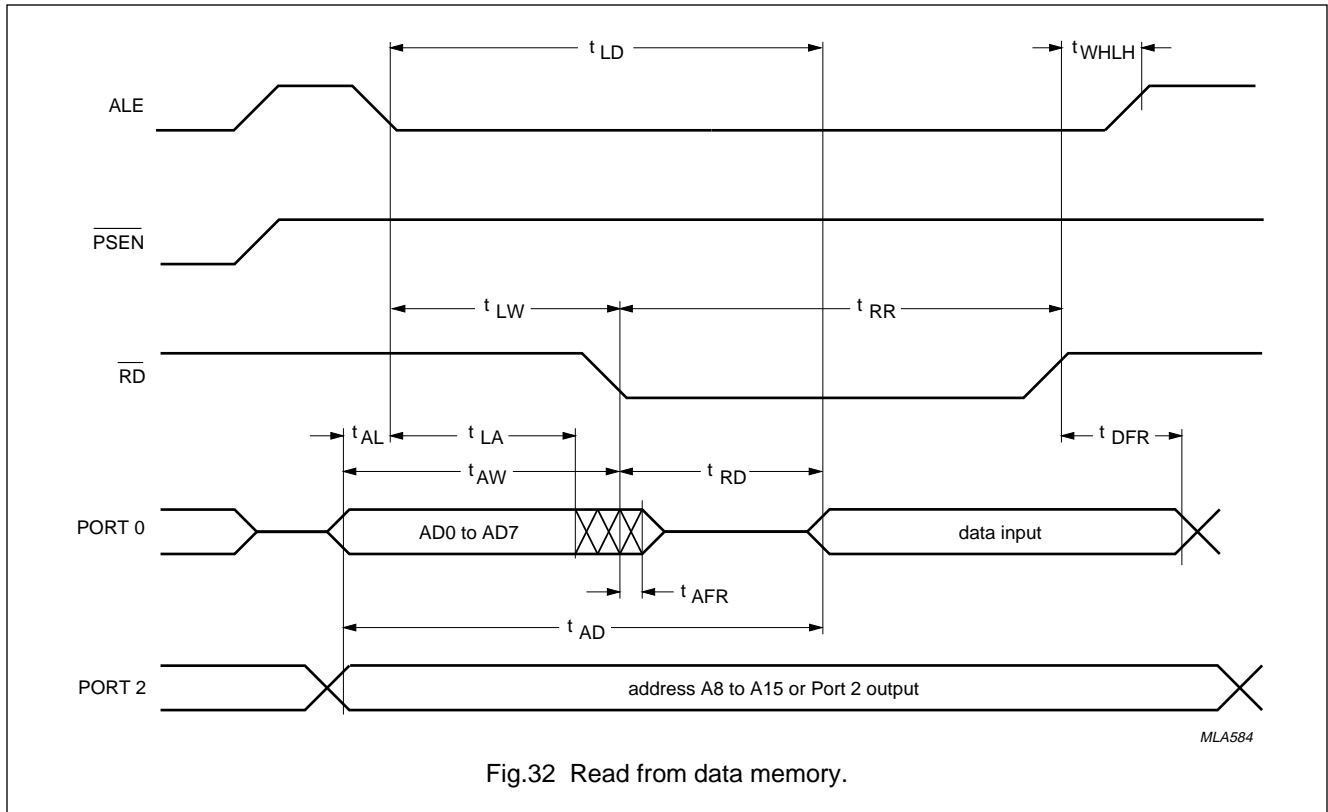 t LD
t WHLH
ALE
PSEN
t LW
t RR
RD
t AL
t LA
t DFR
t AW
t RD
PORT 0
AD0 to AD7
data input
t AFR
t AD
PORT 2
address A8 to A15 or Port 2 output
MLA584
Fig.32 Read from data memory.